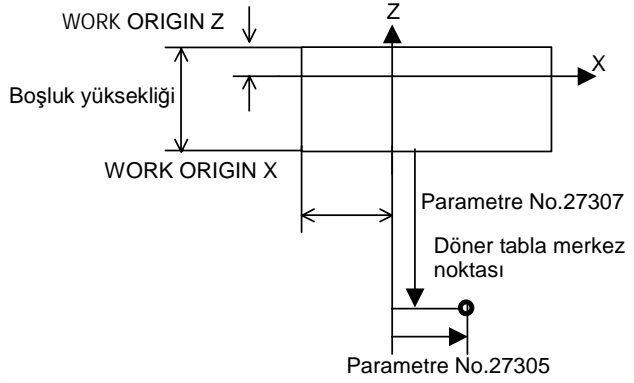 WORK ORIGIN Z
Z
X
Boşluk yüksekliği
WORK ORIGIN X
Parametre No.27307
Döner tabla merkez
noktası
Parametre No.27305